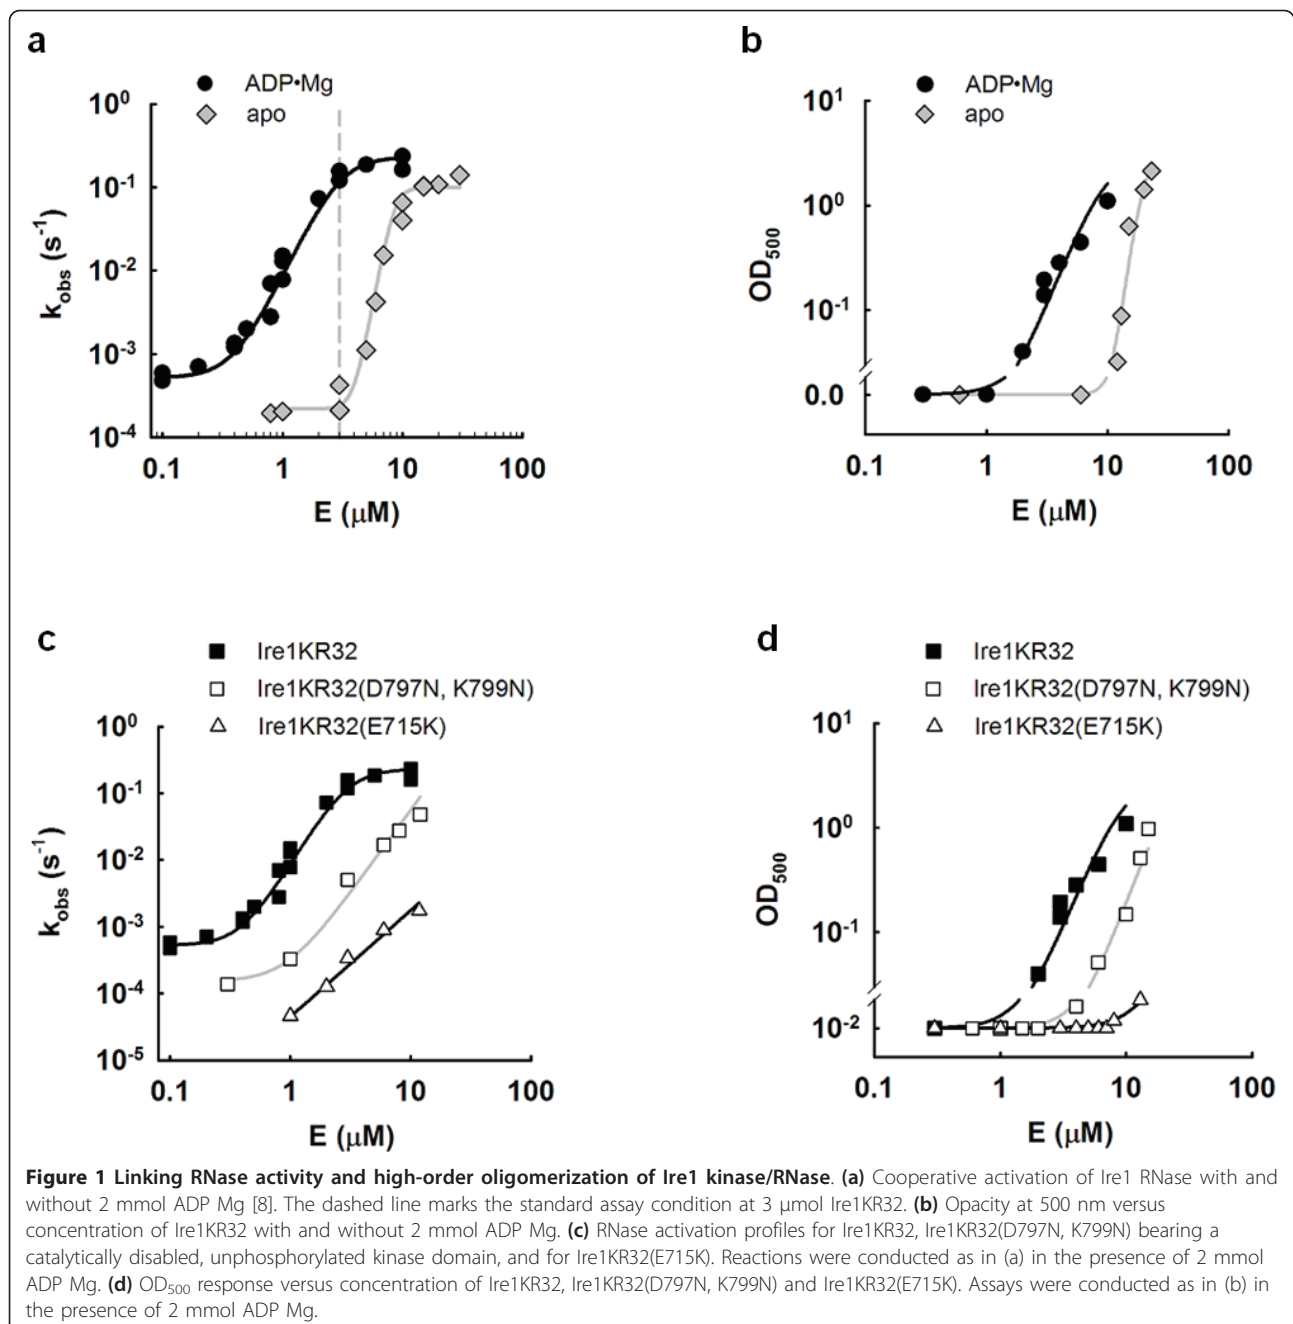 a
ADP•Mg
apo
10⁰
10⁻¹
10⁻²
10⁻³
10⁻⁴
k_obs (s⁻¹)
0.1 1 10 100
E (μM)
b
ADP•Mg
apo
10¹
10⁰
10⁻¹
0.0
OD₅₀₀
0.1 1 10 100
E (μM)
c
Ire1KR32
Ire1KR32(D797N, K799N)
Ire1KR32(E715K)
10⁰
10⁻¹
10⁻²
10⁻³
10⁻⁴
10⁻⁵
k_obs (s⁻¹)
0.1 1 10 100
E (μM)
d
Ire1KR32
Ire1KR32(D797N, K799N)
Ire1KR32(E715K)
10¹
10⁰
10⁻¹
10⁻²
OD₅₀₀
0.1 1 10 100
E (μM)
Figure 1 Linking RNase activity and high-order oligomerization of Ire1 kinase/RNase. (a) Cooperative activation of Ire1 RNase with and
without 2 mmol ADP Mg [8]. The dashed line marks the standard assay condition at 3 μmol Ire1KR32. (b) Opacity at 500 nm versus
concentration of Ire1KR32 with and without 2 mmol ADP Mg. (c) RNase activation profiles for Ire1KR32, Ire1KR32(D797N, K799N) bearing a
catalytically disabled, unphosphorylated kinase domain, and for Ire1KR32(E715K). Reactions were conducted as in (a) in the presence of 2 mmol
ADP Mg. (d) OD₅₀₀ response versus concentration of Ire1KR32, Ire1KR32(D797N, K799N) and Ire1KR32(E715K). Assays were conducted as in (b) in
the presence of 2 mmol ADP Mg.